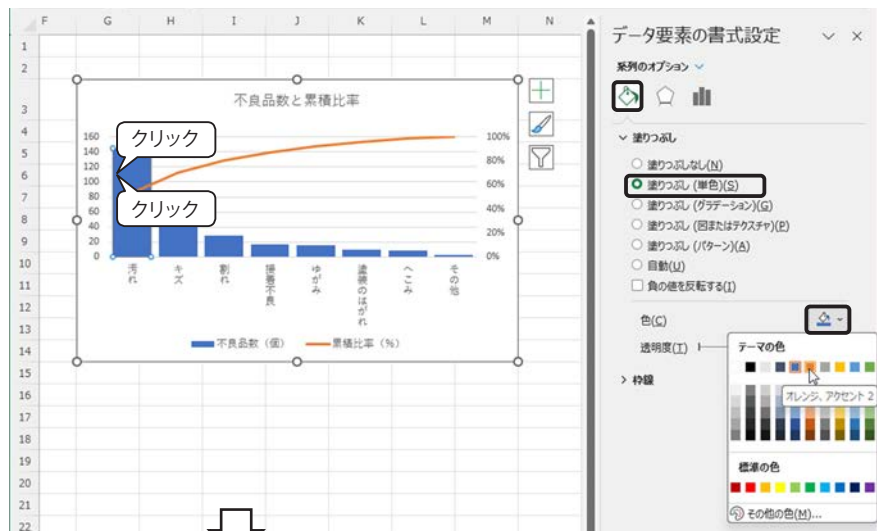 F G H I J K L M N
1
2
3
4
5
6
7
8
9
10
11
12
13
14
15
16
17
18
19
20
21
22
不良品数と累積比率
160
140
120
100
80
60
40
20
0
100%
80%
60%
40%
20%
0%
クリック
クリック
汚れ
キズ
割れ
接着不良
ゆがみ
塗装のはがれ
へこみ
その他
不良品数（個） 累積比率（%）
データ要素の書式設定
系列のオプション
塗りつぶし
塗りつぶしなし(N)
塗りつぶし (単色)(S)
塗りつぶし (グラデーション)(G)
塗りつぶし (図またはテクスチャ)(P)
塗りつぶし (パターン)(A)
自動(U)
負の値を反転する(I)
色(C)
透明度(T)
枠線
テーマの色
オレンジ、アクセント 2
標準の色
その他の色(M)...